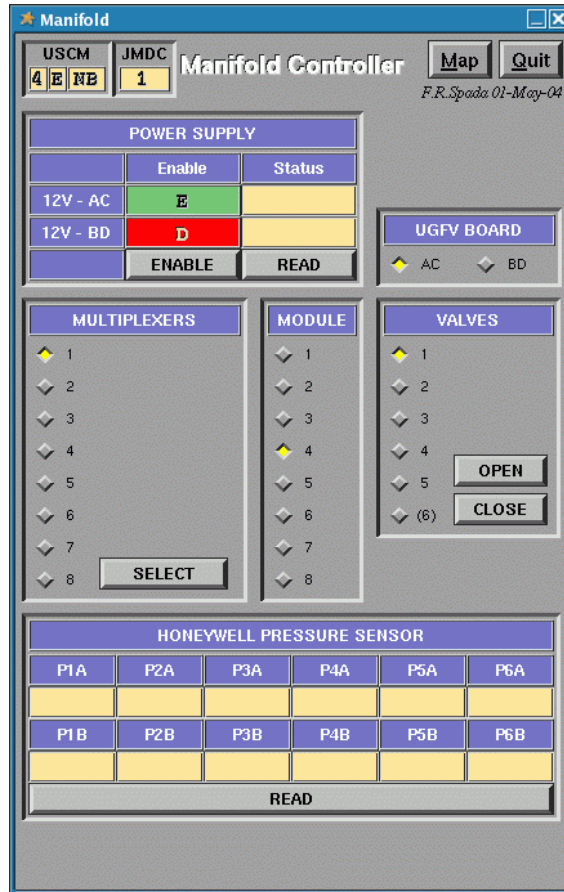 Manifold
USCM JMDC
4 E NB 1
Manifold Controller
Map Quit
F.R.Spada 01-May-04
POWER SUPPLY
Enable Status
12V - AC E
12V - BD D
ENABLE READ
UGFV BOARD
AC BD
MULTIPLEXERS
1
2
3
4
5
6
7
8
SELECT
MODULE
1
2
3
4
5
6
7
8
VALVES
1
2
3
4
5
(6)
OPEN
CLOSE
HONEYWELL PRESSURE SENSOR
P1A P2A P3A P4A P5A P6A
P1B P2B P3B P4B P5B P6B
READ